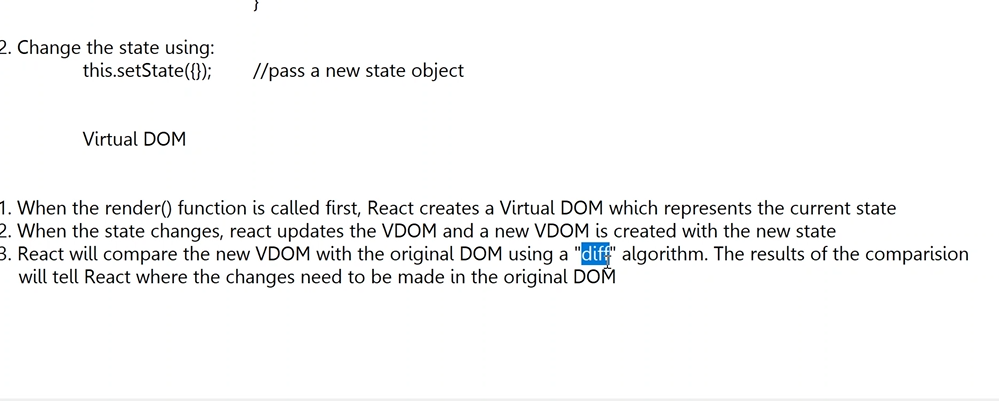 }
2. Change the state using:
this.setState({}); //pass a new state object
Virtual DOM
1. When the render() function is called first, React creates a Virtual DOM which represents the current state
2. When the state changes, react updates the VDOM and a new VDOM is created with the new state
3. React will compare the new VDOM with the original DOM using a "diff" algorithm. The results of the comparision
will tell React where the changes need to be made in the original DOM